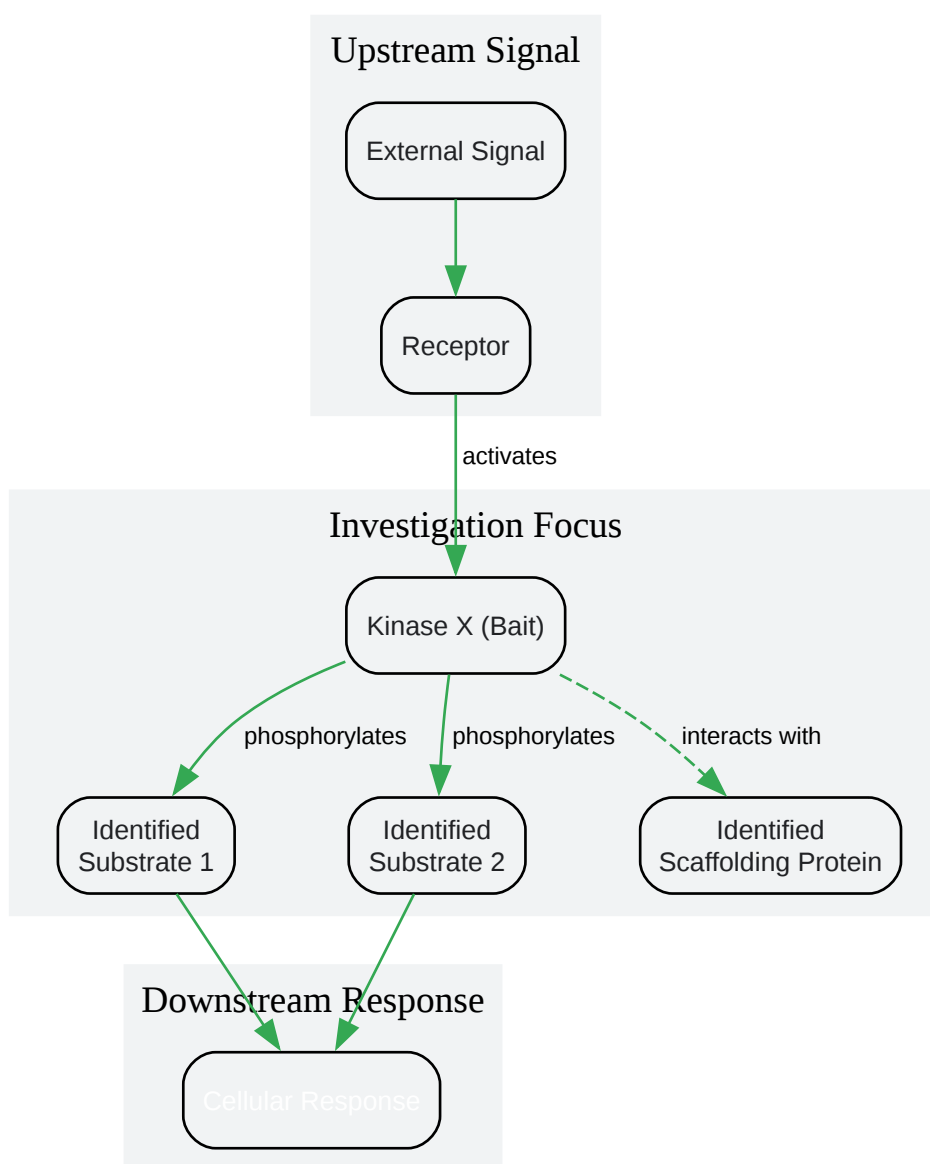 Upstream Signal
External Signal
Receptor
activates
Investigation Focus
Kinase X (Bait)
phosphorylates
phosphorylates
interacts with
Identified
Substrate 1
Identified
Substrate 2
Identified
Scaffolding Protein
Downstream Response
Cellular Response